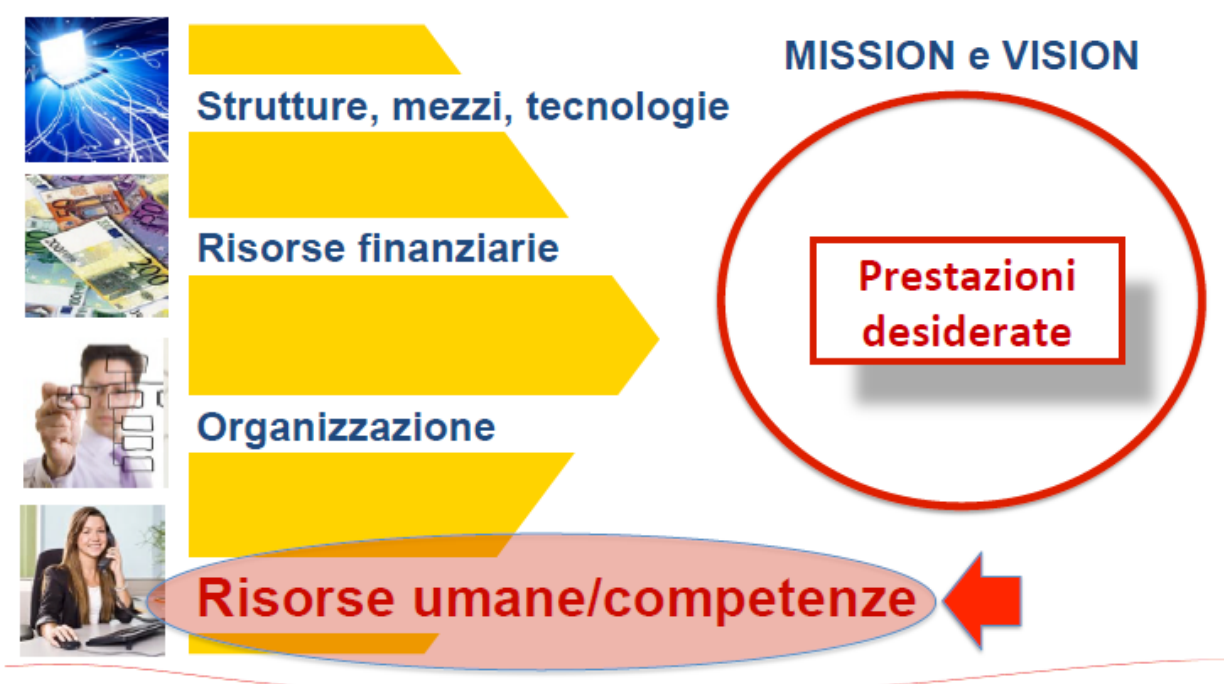 MISSION e VISION
Strutture, mezzi, tecnologie
Risorse finanziarie
Prestazioni
desiderate
Organizzazione
Risorse umane/competenze